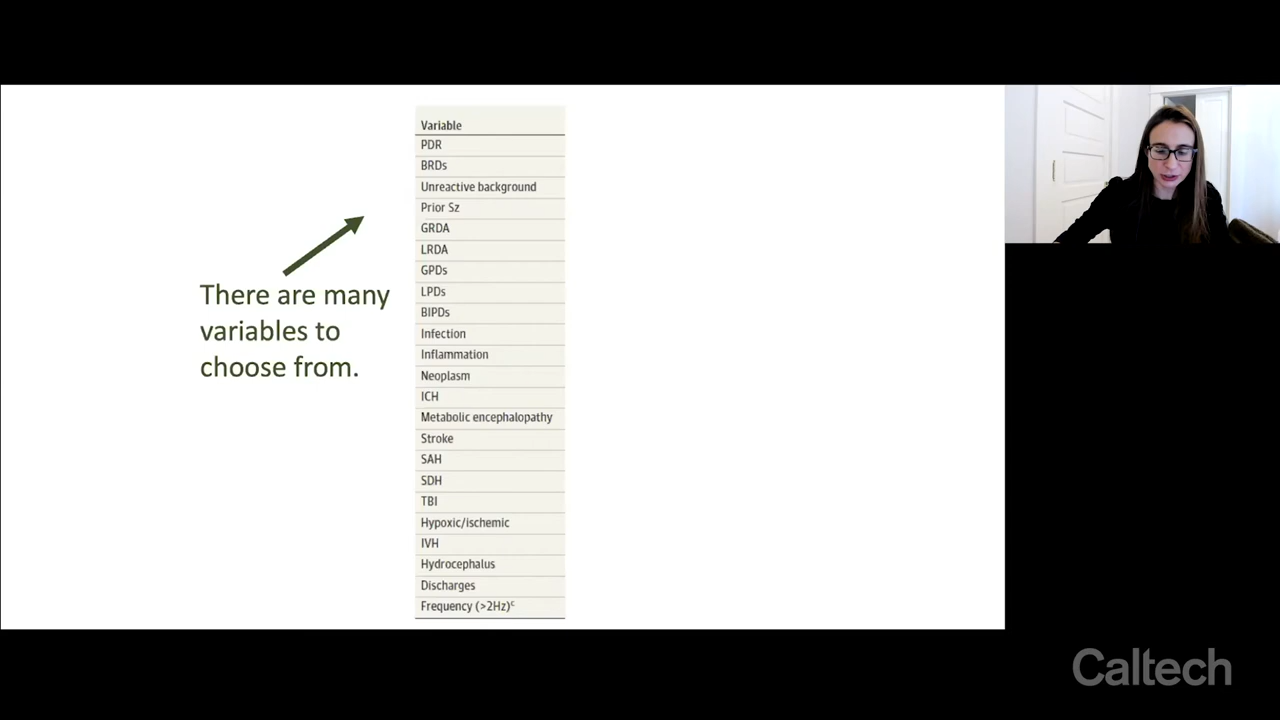 There are many
variables to
choose from.
Variable
PDR
BRDs
Unreactive background
Prior Sz
GRDA
LRDA
GPDs
LPDs
BIPDs
Infection
Inflammation
Neoplasm
ICH
Metabolic encephalopathy
Stroke
SAH
SDH
TBI
Hypoxic/ischemic
IVH
Hydrocephalus
Discharges
Frequency (>2Hz)ᶜ
Caltech